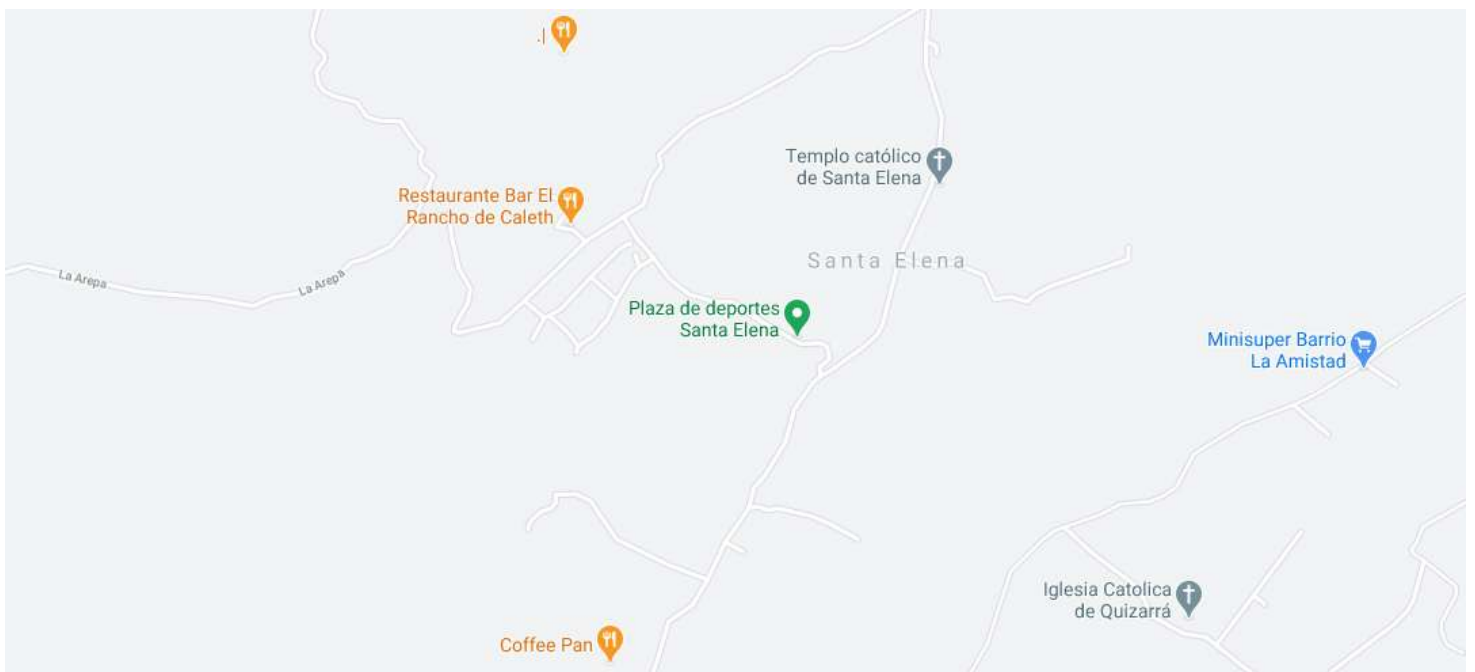 .|
Templo católico
de Santa Elena
Restaurante Bar El
Rancho de Caleth
Santa Elena
La Arepa
La Arepa
Plaza de deportes
Santa Elena
Minisuper Barrio
La Amistad
Iglesia Catolica
de Quizarrá
Coffee Pan